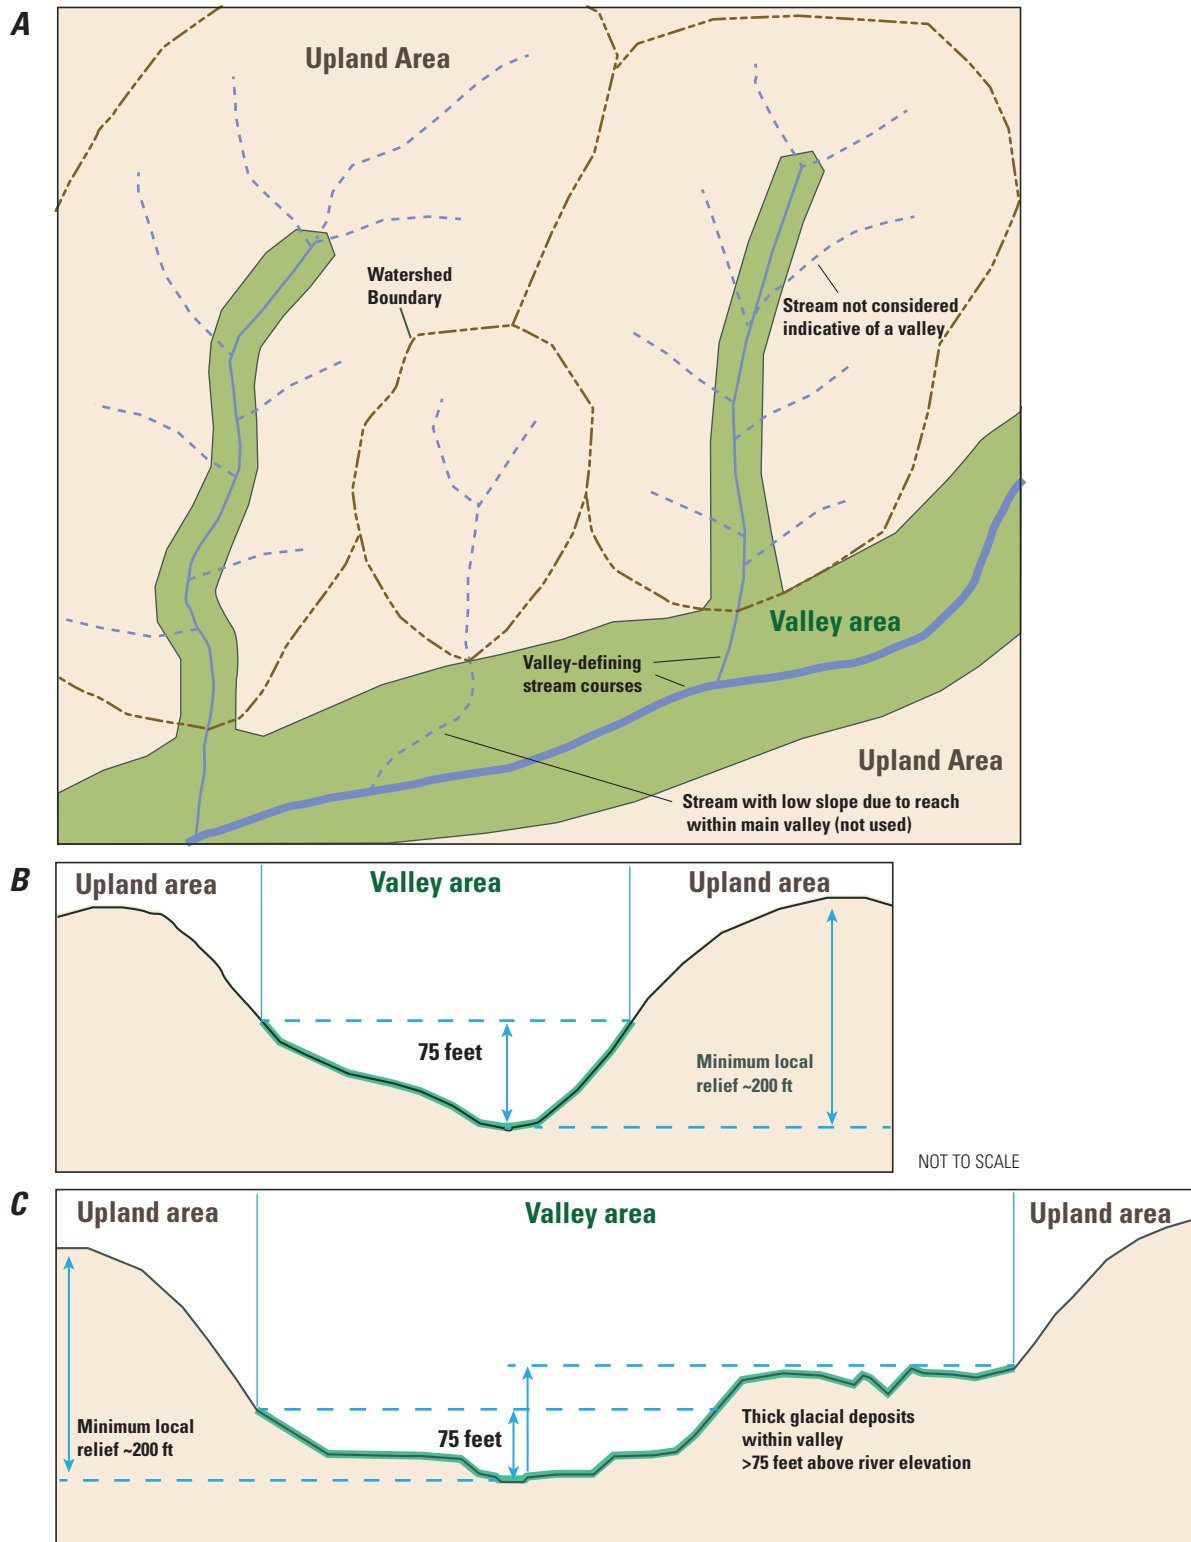 A
Upland Area
Watershed
Boundary
Stream not considered
indicative of a valley
Valley area
Valley-defining
stream courses
Upland Area
Stream with low slope due to reach
within main valley (not used)
B
Upland area
Valley area
Upland area
75 feet
Minimum local
relief ~200 ft
NOT TO SCALE
C
Upland area
Valley area
Upland area
Minimum local
relief ~200 ft
75 feet
Thick glacial deposits
within valley
>75 feet above river elevation